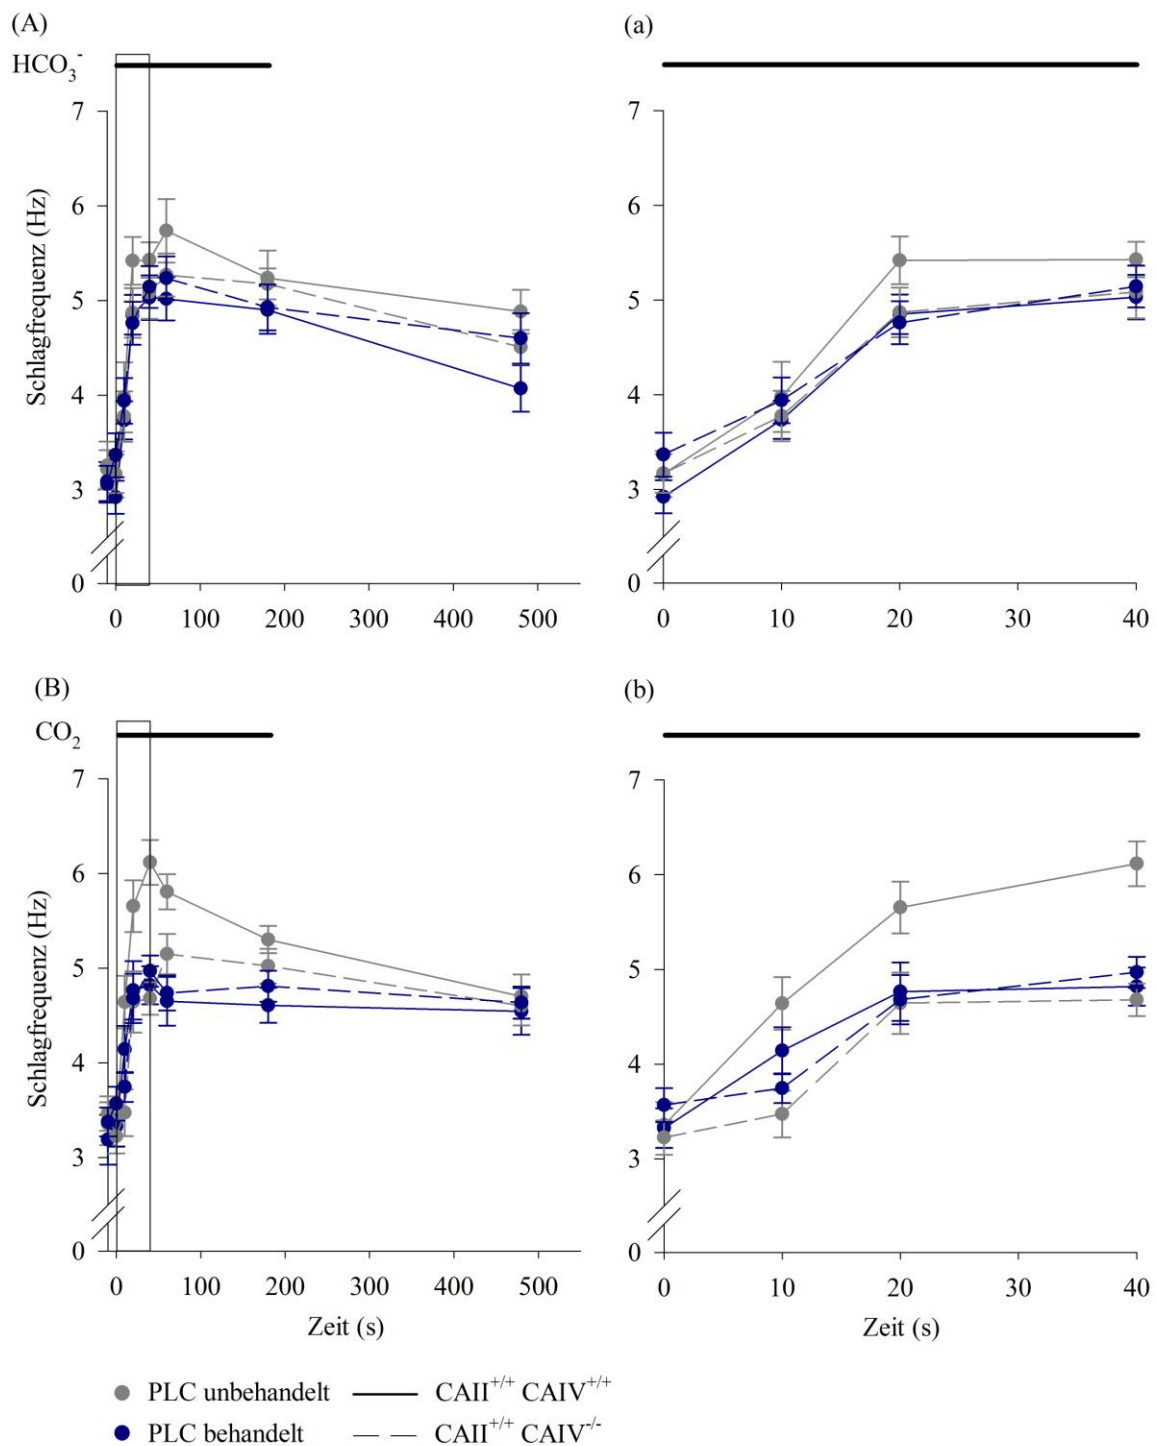 (A)
HCO₃⁻
7
6
5
4
3
0
Schlagfrequenz (Hz)
0 100 200 300 400 500
(a)
7
6
5
4
3
0
0 10 20 30 40
(B)
CO₂
7
6
5
4
3
0
Schlagfrequenz (Hz)
0 100 200 300 400 500
Zeit (s)
(b)
7
6
5
4
3
0
0 10 20 30 40
Zeit (s)
PLC unbehandelt CAII⁺/⁺ CAIV⁺/⁺
PLC behandelt CAII⁺/⁺ CAIV⁻/⁻